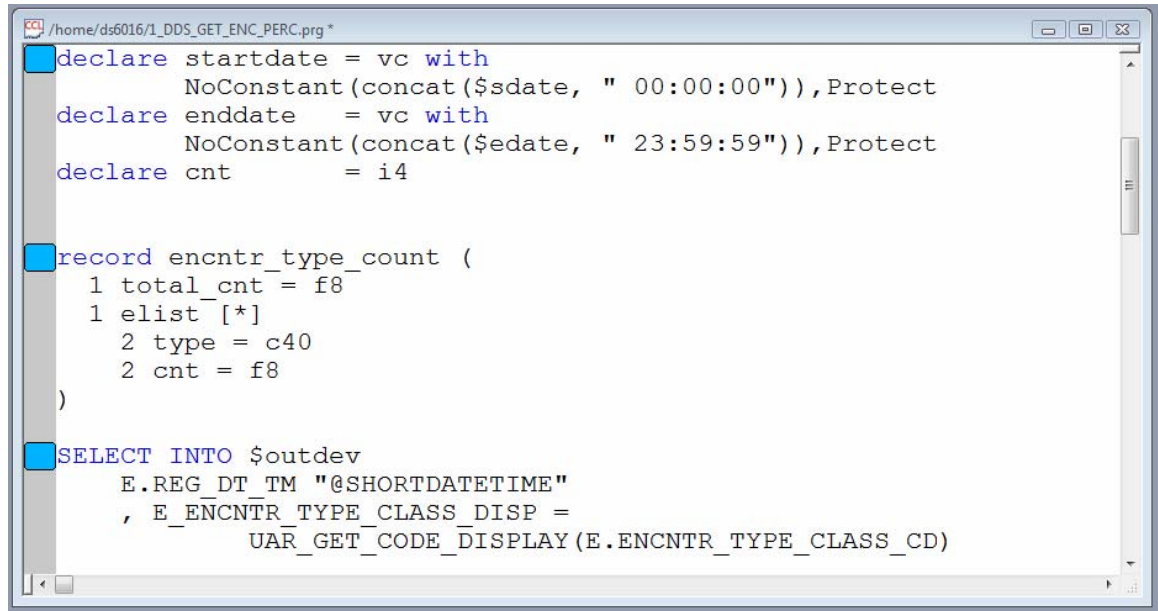 CCL
/home/ds6016/1_DDS_GET_ENC_PERC.prg *
declare startdate = vc with
        NoConstant(concat($sdate, " 00:00:00")),Protect
declare enddate   = vc with
        NoConstant(concat($edate, " 23:59:59")),Protect
declare cnt       = i4
record encntr_type_count (
  1 total_cnt = f8
  1 elist [*]
    2 type = c40
    2 cnt = f8
)
SELECT INTO $outdev
    E.REG_DT_TM "@SHORTDATETIME"
    , E_ENCNTR_TYPE_CLASS_DISP =
            UAR_GET_CODE_DISPLAY(E.ENCNTR_TYPE_CLASS_CD)